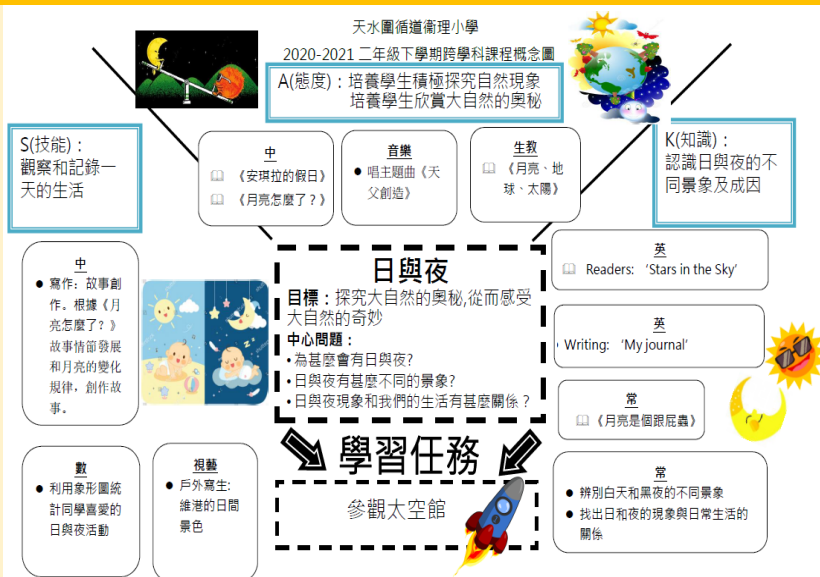 天水圍循道衞理小學
2020-2021 二年級下學期跨學科課程概念圖
A(態度)：培養學生積極探究自然現象
培養學生欣賞大自然的奧秘
S(技能)：
觀察和記錄一
天的生活
中
《安琪拉的假日》
《月亮怎麼了？》
音樂
● 唱主題曲《天
父創造》
生教
《月亮、地
球、太陽》
K(知識)：
認識日與夜的不
同景象及成因
中
● 寫作：故事創
作。根據《月
亮怎麼了？》
故事情節發展
和月亮的變化
規律，創作故
事。
日與夜
目標：探究大自然的奧秘,從而感受
大自然的奇妙
中心問題：
•為甚麼會有日與夜?
•日與夜有甚麼不同的景象?
•日與夜現象和我們的生活有甚麼關係？
英
Readers: ‘Stars in the Sky’
英
Writing: ‘My journal’
常
《月亮是個跟屁蟲》
數
● 利用象形圖統
計同學喜愛的
日與夜活動
視藝
● 戶外寫生:
維港的日間
景色
學習任務
參觀太空館
常
● 辨別白天和黑夜的不同景象
● 找出日和夜的現象與日常生活的
關係